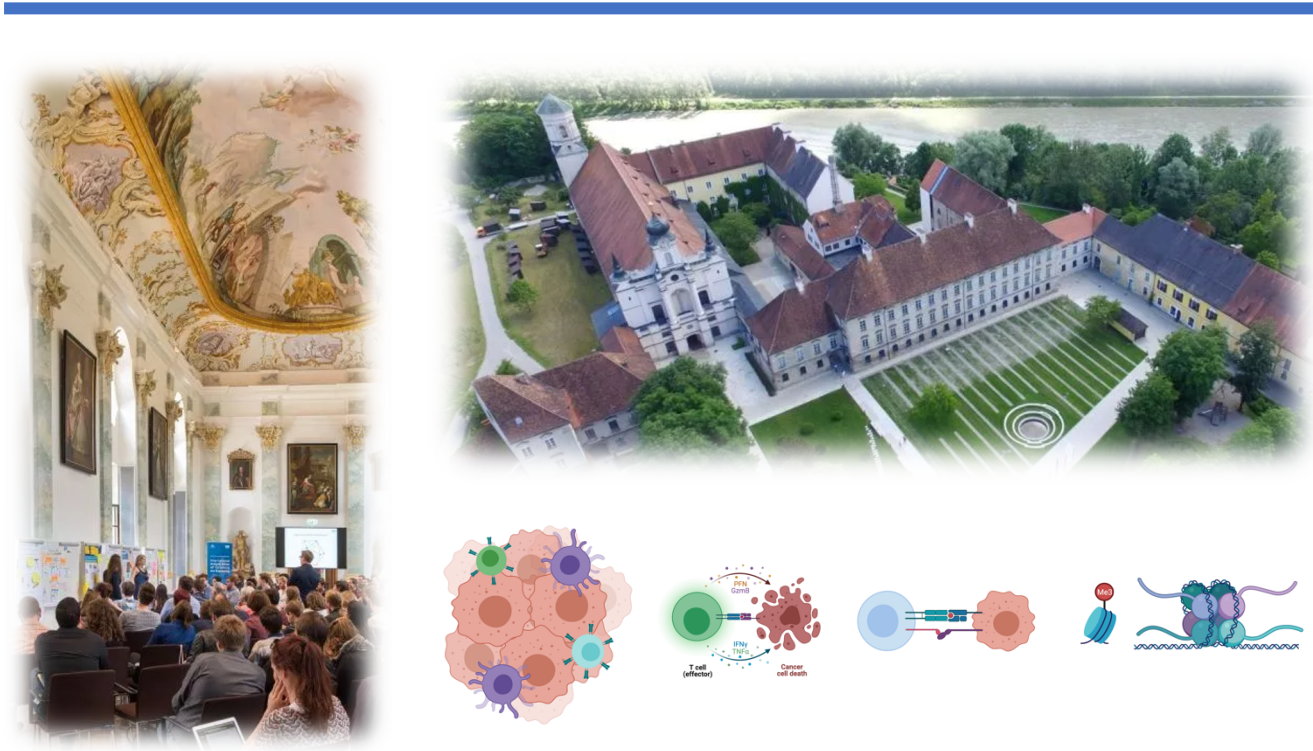 PFN
GzmB
IFNγ
TNFα
T cell
(effector)
Cancer
cell death
Me3